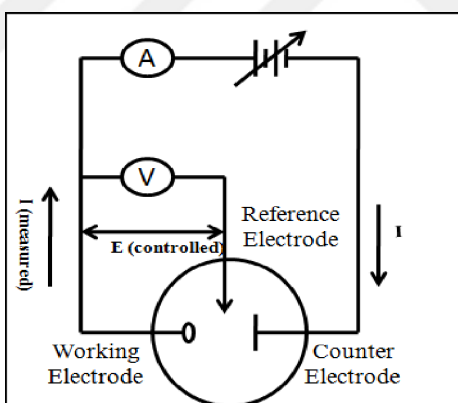 A
V
I (measured)
E (controlled)
Reference
Electrode
I
Working
Electrode
Counter
Electrode